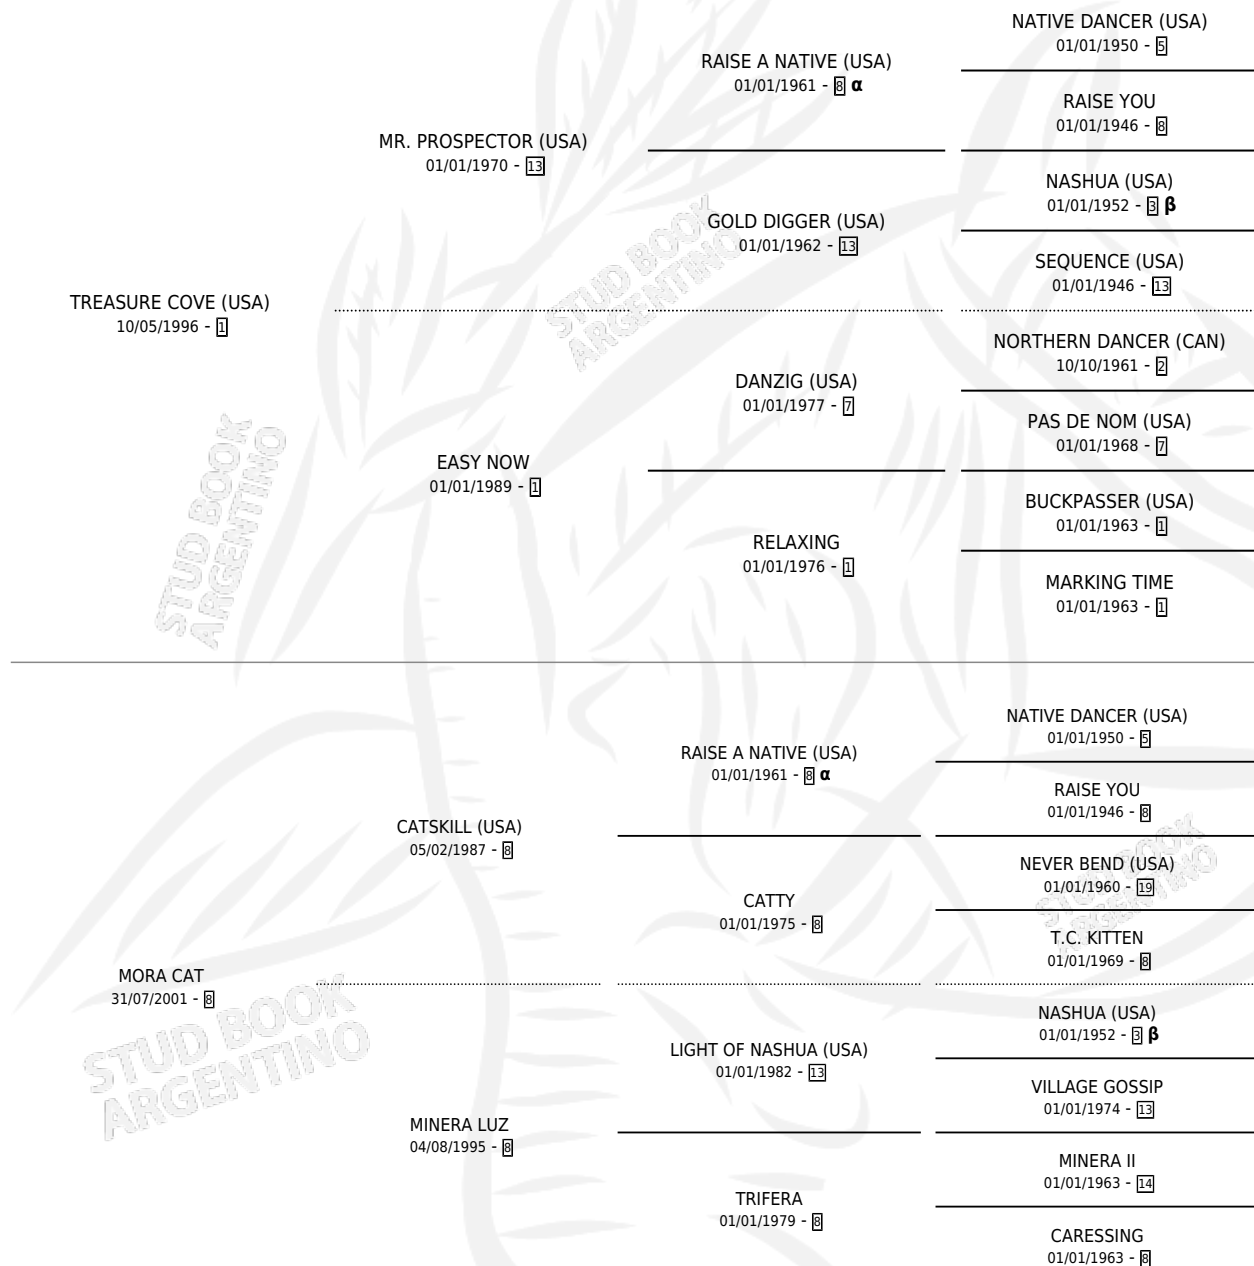 NATIVE DANCER (USA)
01/01/1950 - 5
RAISE A NATIVE (USA)
01/01/1961 - 8 α
RAISE YOU
01/01/1946 - 8
MR. PROSPECTOR (USA)
01/01/1970 - 13
NASHUA (USA)
01/01/1952 - 3 β
GOLD DIGGER (USA)
01/01/1962 - 13
SEQUENCE (USA)
01/01/1946 - 13
TREASURE COVE (USA)
10/05/1996 - 1
NORTHERN DANCER (CAN)
10/10/1961 - 2
DANZIG (USA)
01/01/1977 - 7
PAS DE NOM (USA)
01/01/1968 - 7
EASY NOW
01/01/1989 - 1
BUCKPASSER (USA)
01/01/1963 - 1
RELAXING
01/01/1976 - 1
MARKING TIME
01/01/1963 - 1
STUD BOOK
ARGENTINO
STUD BOOK
ARGENTINO
NATIVE DANCER (USA)
01/01/1950 - 5
RAISE A NATIVE (USA)
01/01/1961 - 8 α
RAISE YOU
01/01/1946 - 8
CATSKILL (USA)
05/02/1987 - 8
NEVER BEND (USA)
01/01/1960 - 19
CATTY
01/01/1975 - 8
T.C. KITTEN
01/01/1969 - 8
MORA CAT
31/07/2001 - 8
NASHUA (USA)
01/01/1952 - 3 β
LIGHT OF NASHUA (USA)
01/01/1982 - 13
VILLAGE GOSSIP
01/01/1974 - 13
MINERA LUZ
04/08/1995 - 8
MINERA II
01/01/1963 - 14
TRIFERA
01/01/1979 - 8
CARESSING
01/01/1963 - 8
STUD BOOK
ARGENTINO
STUD BOOK
ARGENTINO